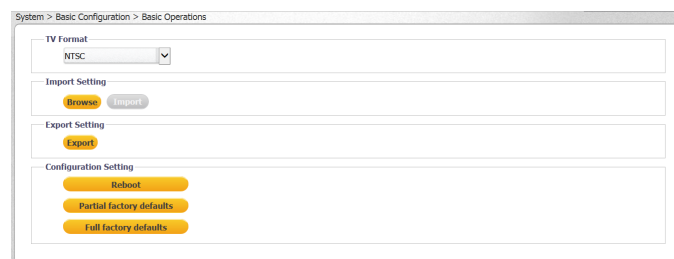 System > Basic Configuration > Basic Operations
TV Format
NTSC
Import Setting
Browse Import
Export Setting
Export
Configuration Setting
Reboot
Partial factory defaults
Full factory defaults